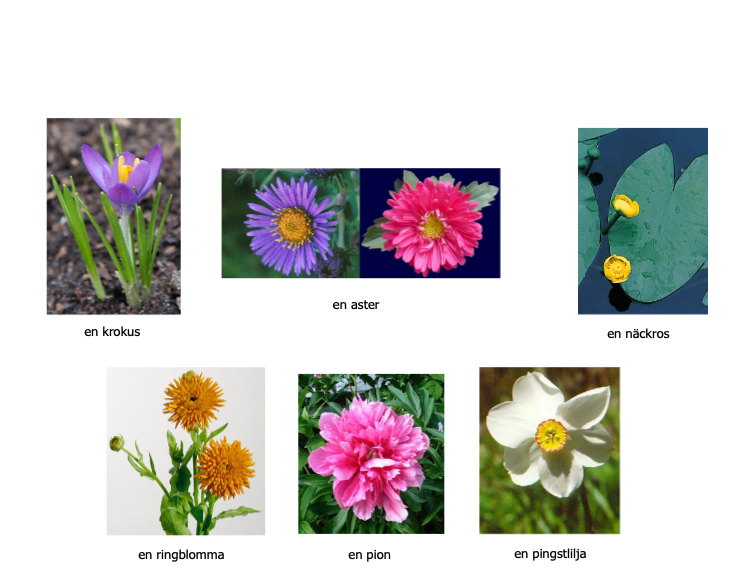 en krokus
en aster
en näckros
en ringblomma
en pion
en pingstlilja